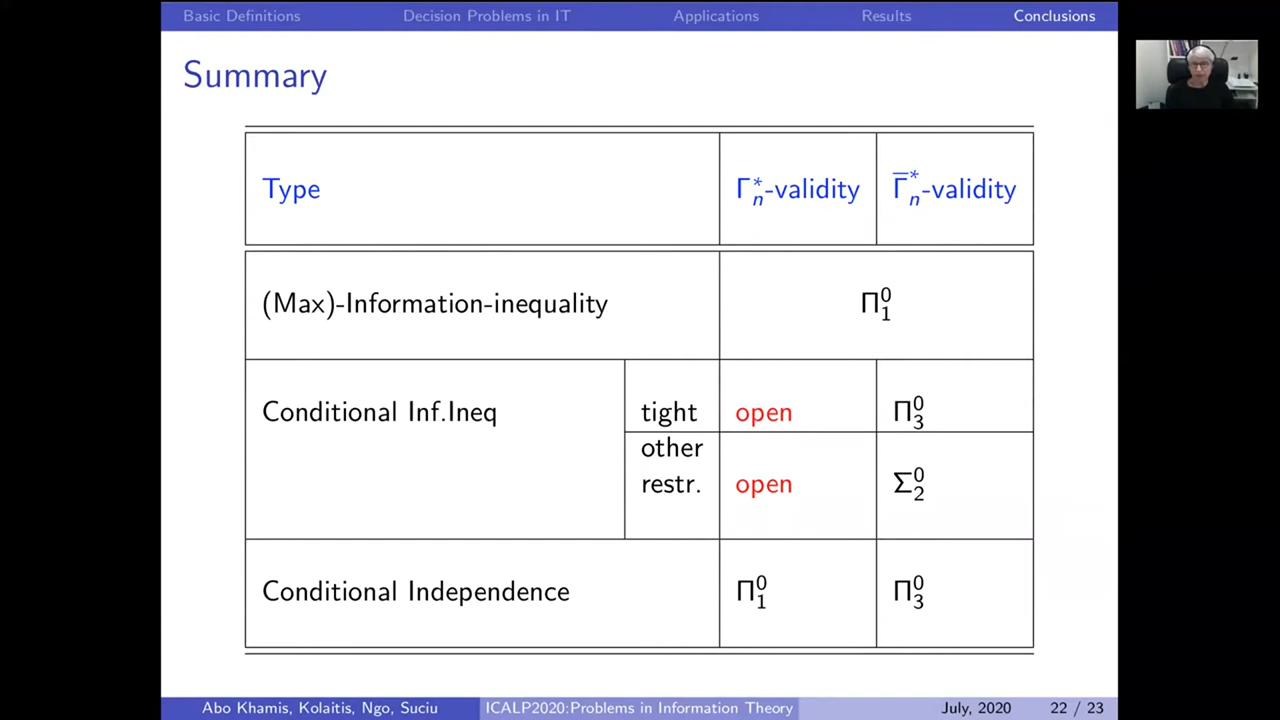 Basic Definitions Decision Problems in IT Applications Results Conclusions
Summary
Type Γ*ₙ-validity Γ̅*ₙ-validity
(Max)-Information-inequality Π⁰₁
Conditional Inf.Ineq tight open Π⁰₃
other
restr. open Σ⁰₂
Conditional Independence Π⁰₁ Π⁰₃
Abo Khamis, Kolaitis, Ngo, Suciu ICALP2020:Problems in Information Theory July, 2020 22 / 23